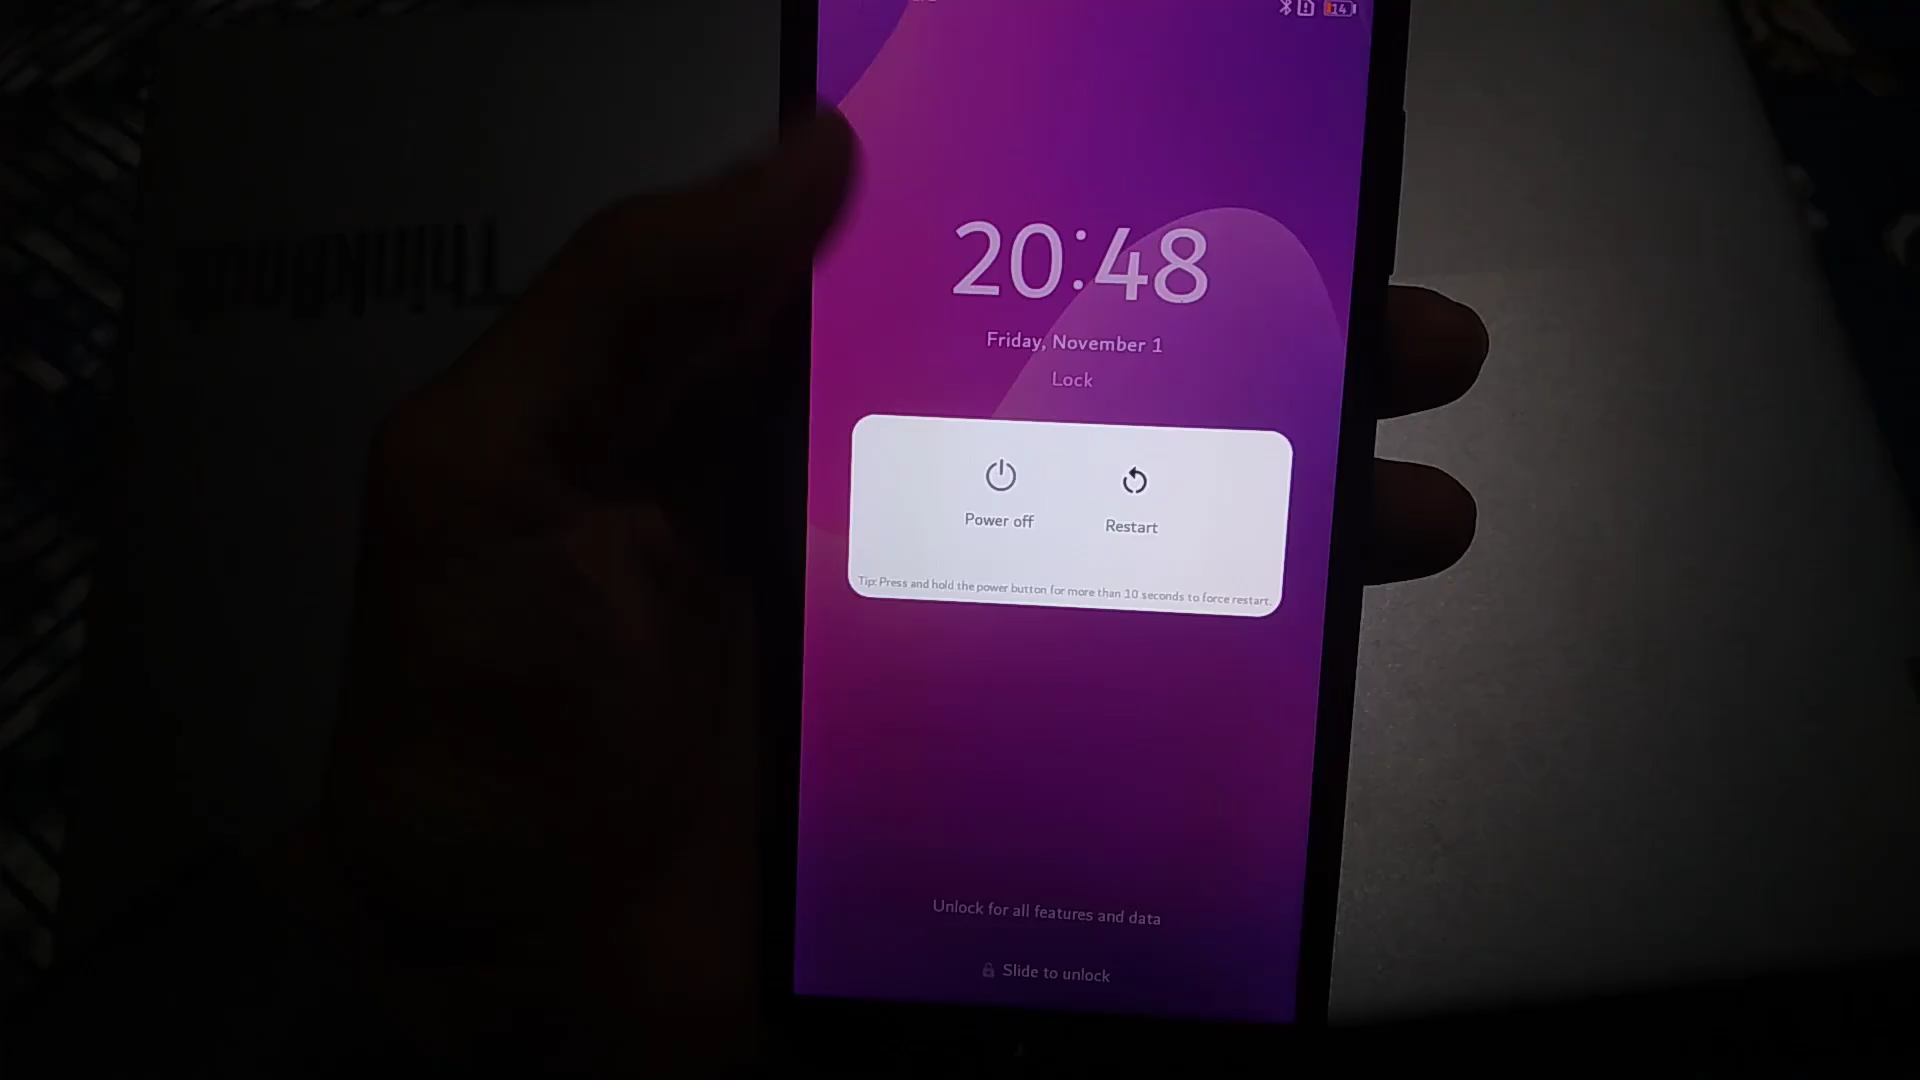 14
20:48
Friday, November 1
Lock
Power off
Restart
Tip: Press and hold the power button for more than 10 seconds to force restart.
Unlock for all features and data
Slide to unlock